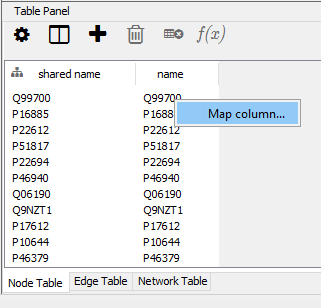 Table Panel
f(x)
shared name name
Q99700 Q99700
P16885
Map column...
P22612 P22612
P51817 P51817
P22694 P22694
P46940 P46940
Q06190 Q06190
Q9NZT1 Q9NZT1
P17612 P17612
P10644 P10644
P46379 P46379
Node Table Edge Table Network Table